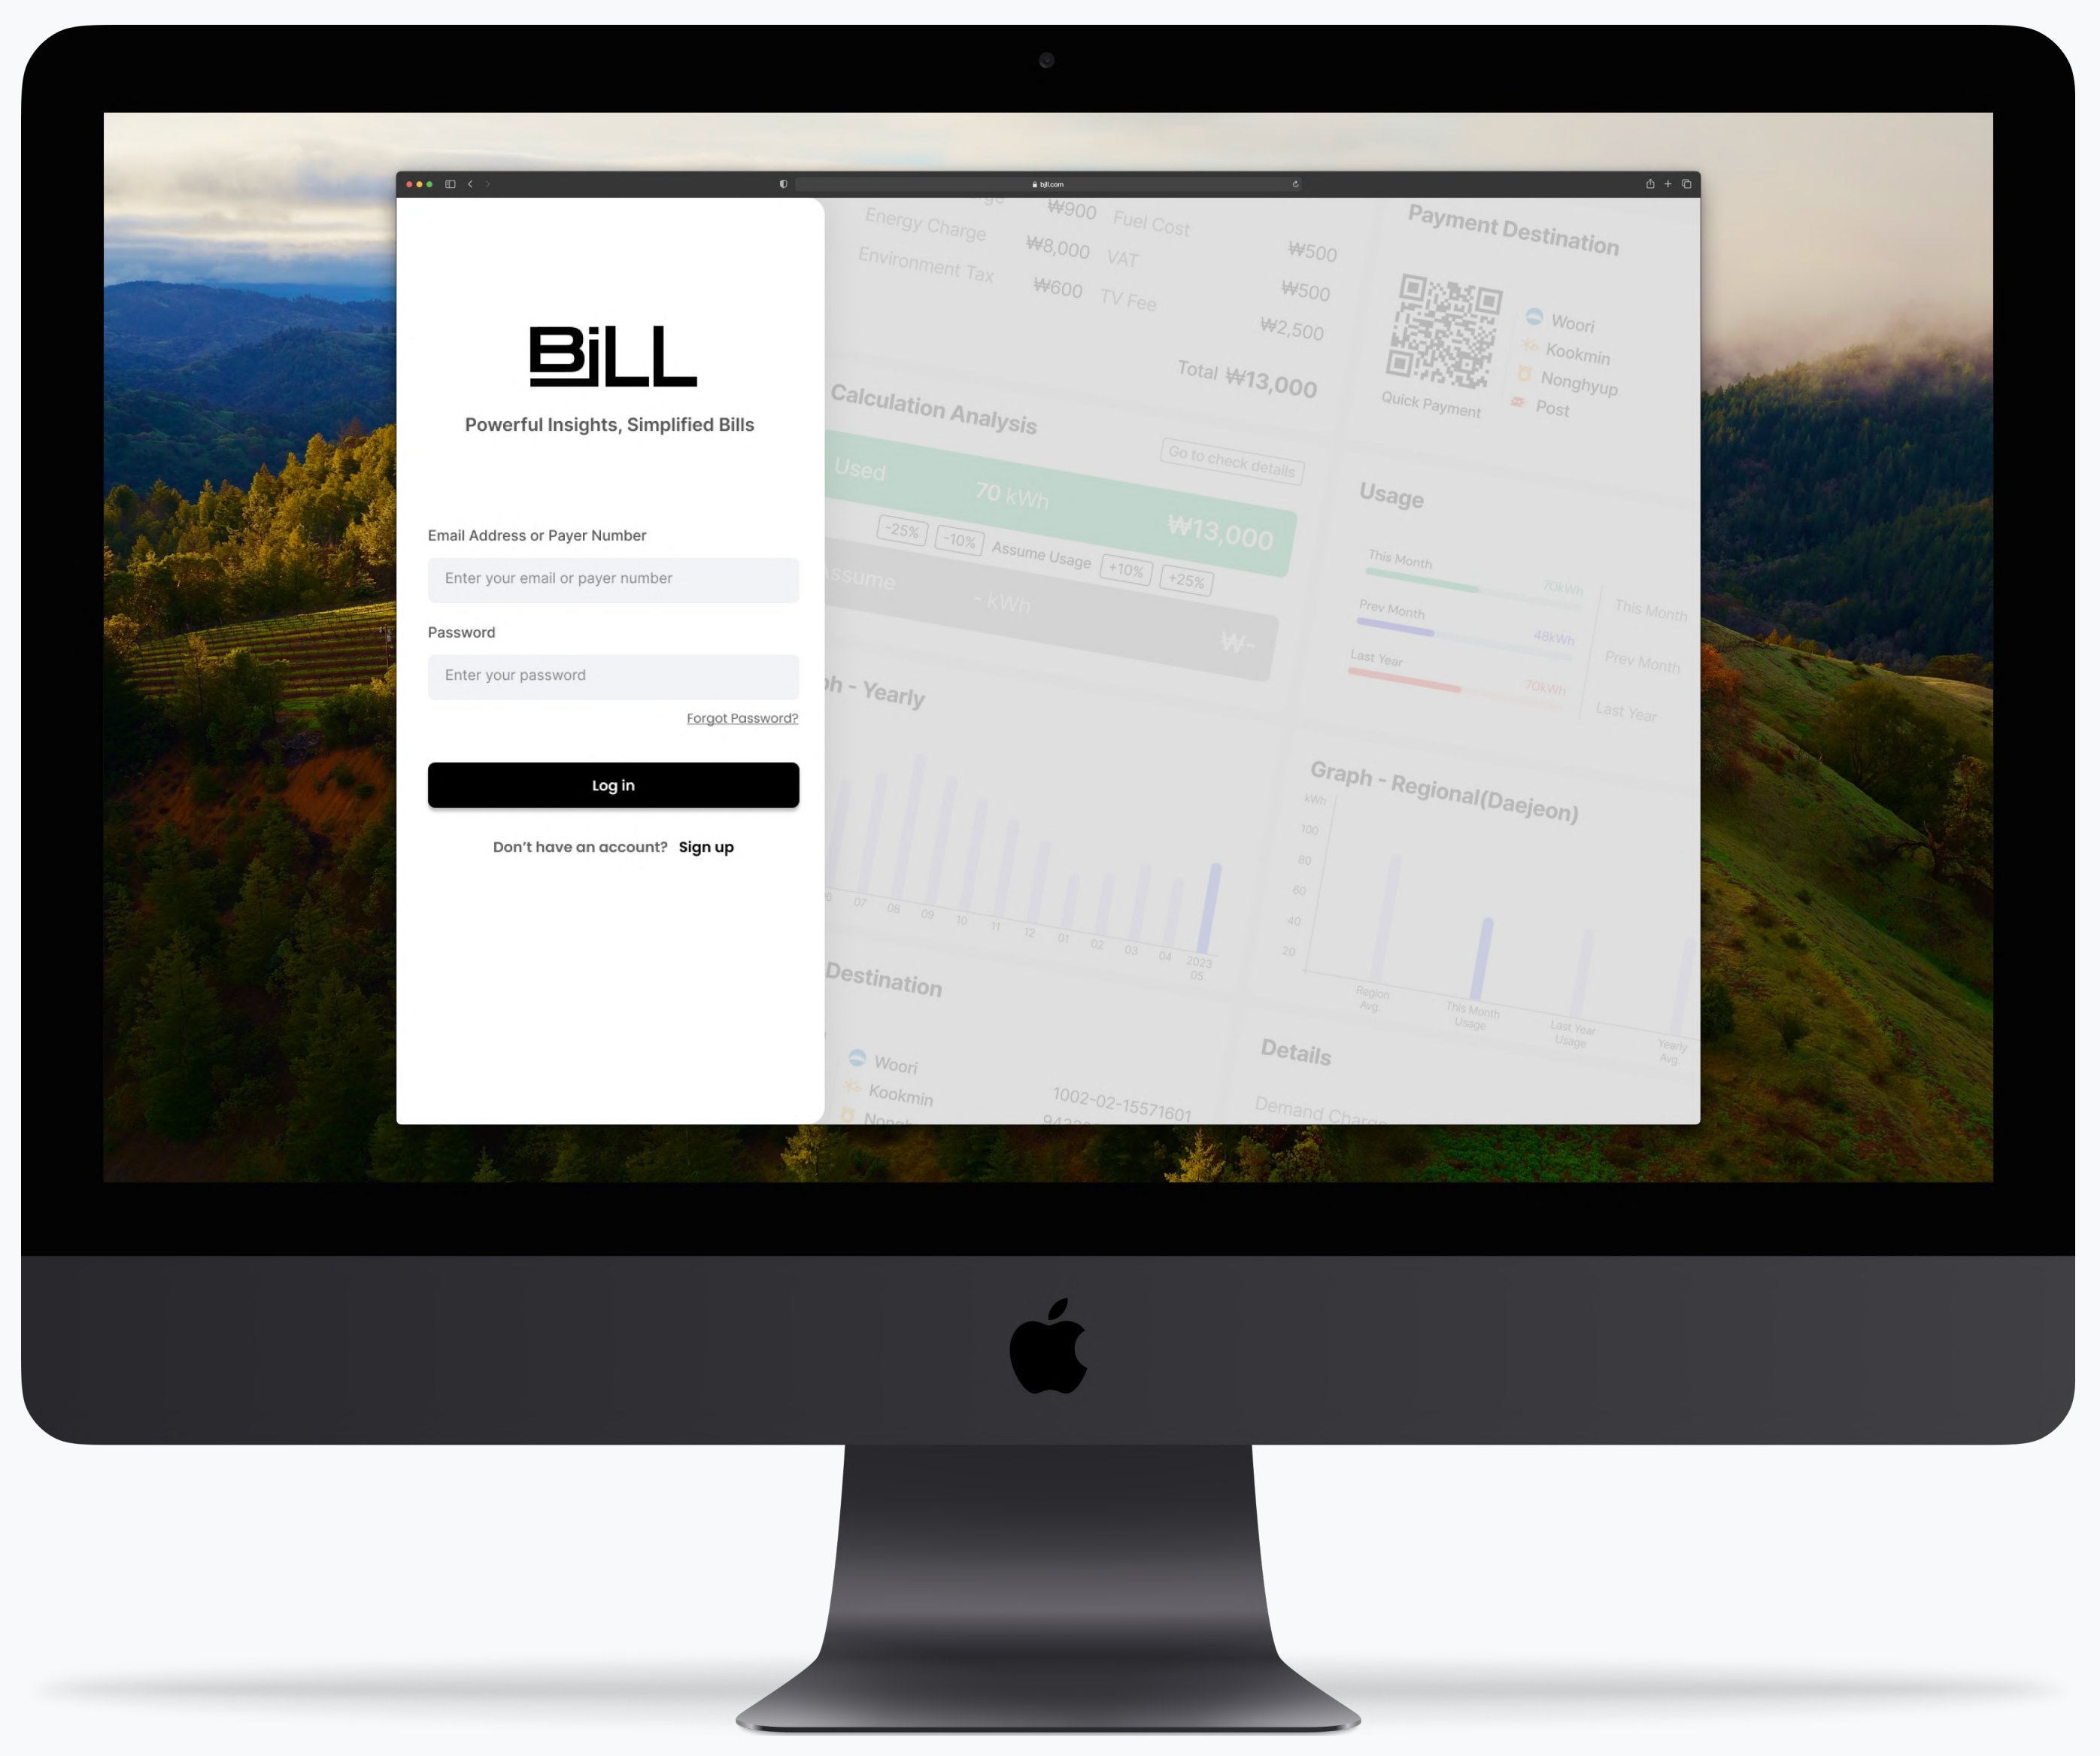 bjll.com
BjLL
Powerful Insights, Simplified Bills
Email Address or Payer Number
Enter your email or payer number
Password
Enter your password
Forgot Password?
Log in
Don't have an account? Sign up
₩900 Fuel Cost ₩500
Energy Charge ₩8,000 VAT ₩500
Environment Tax ₩600 TV Fee ₩2,500
Total ₩13,000
Payment Destination
Woori
Kookmin
Nonghyup
Post
Quick Payment
Calculation Analysis
Go to check details
Used 70 kWh ₩13,000
-25% -10% Assume Usage +10% +25%
- kWh ₩-
Usage
This Month 70kWh
Prev Month 48kWh
Last Year 70kWh
This Month
Prev Month
Last Year
- Yearly
07 08 09 10 11 12 01 02 03 04 2023
05
Graph - Regional(Daejeon)
kWh
100
80
60
40
20
Region
Avg.
This Month
Usage
Last Year
Usage
Yearly
Avg.
Destination
Woori 1002-02-15571601
Kookmin
Details
Demand Charge